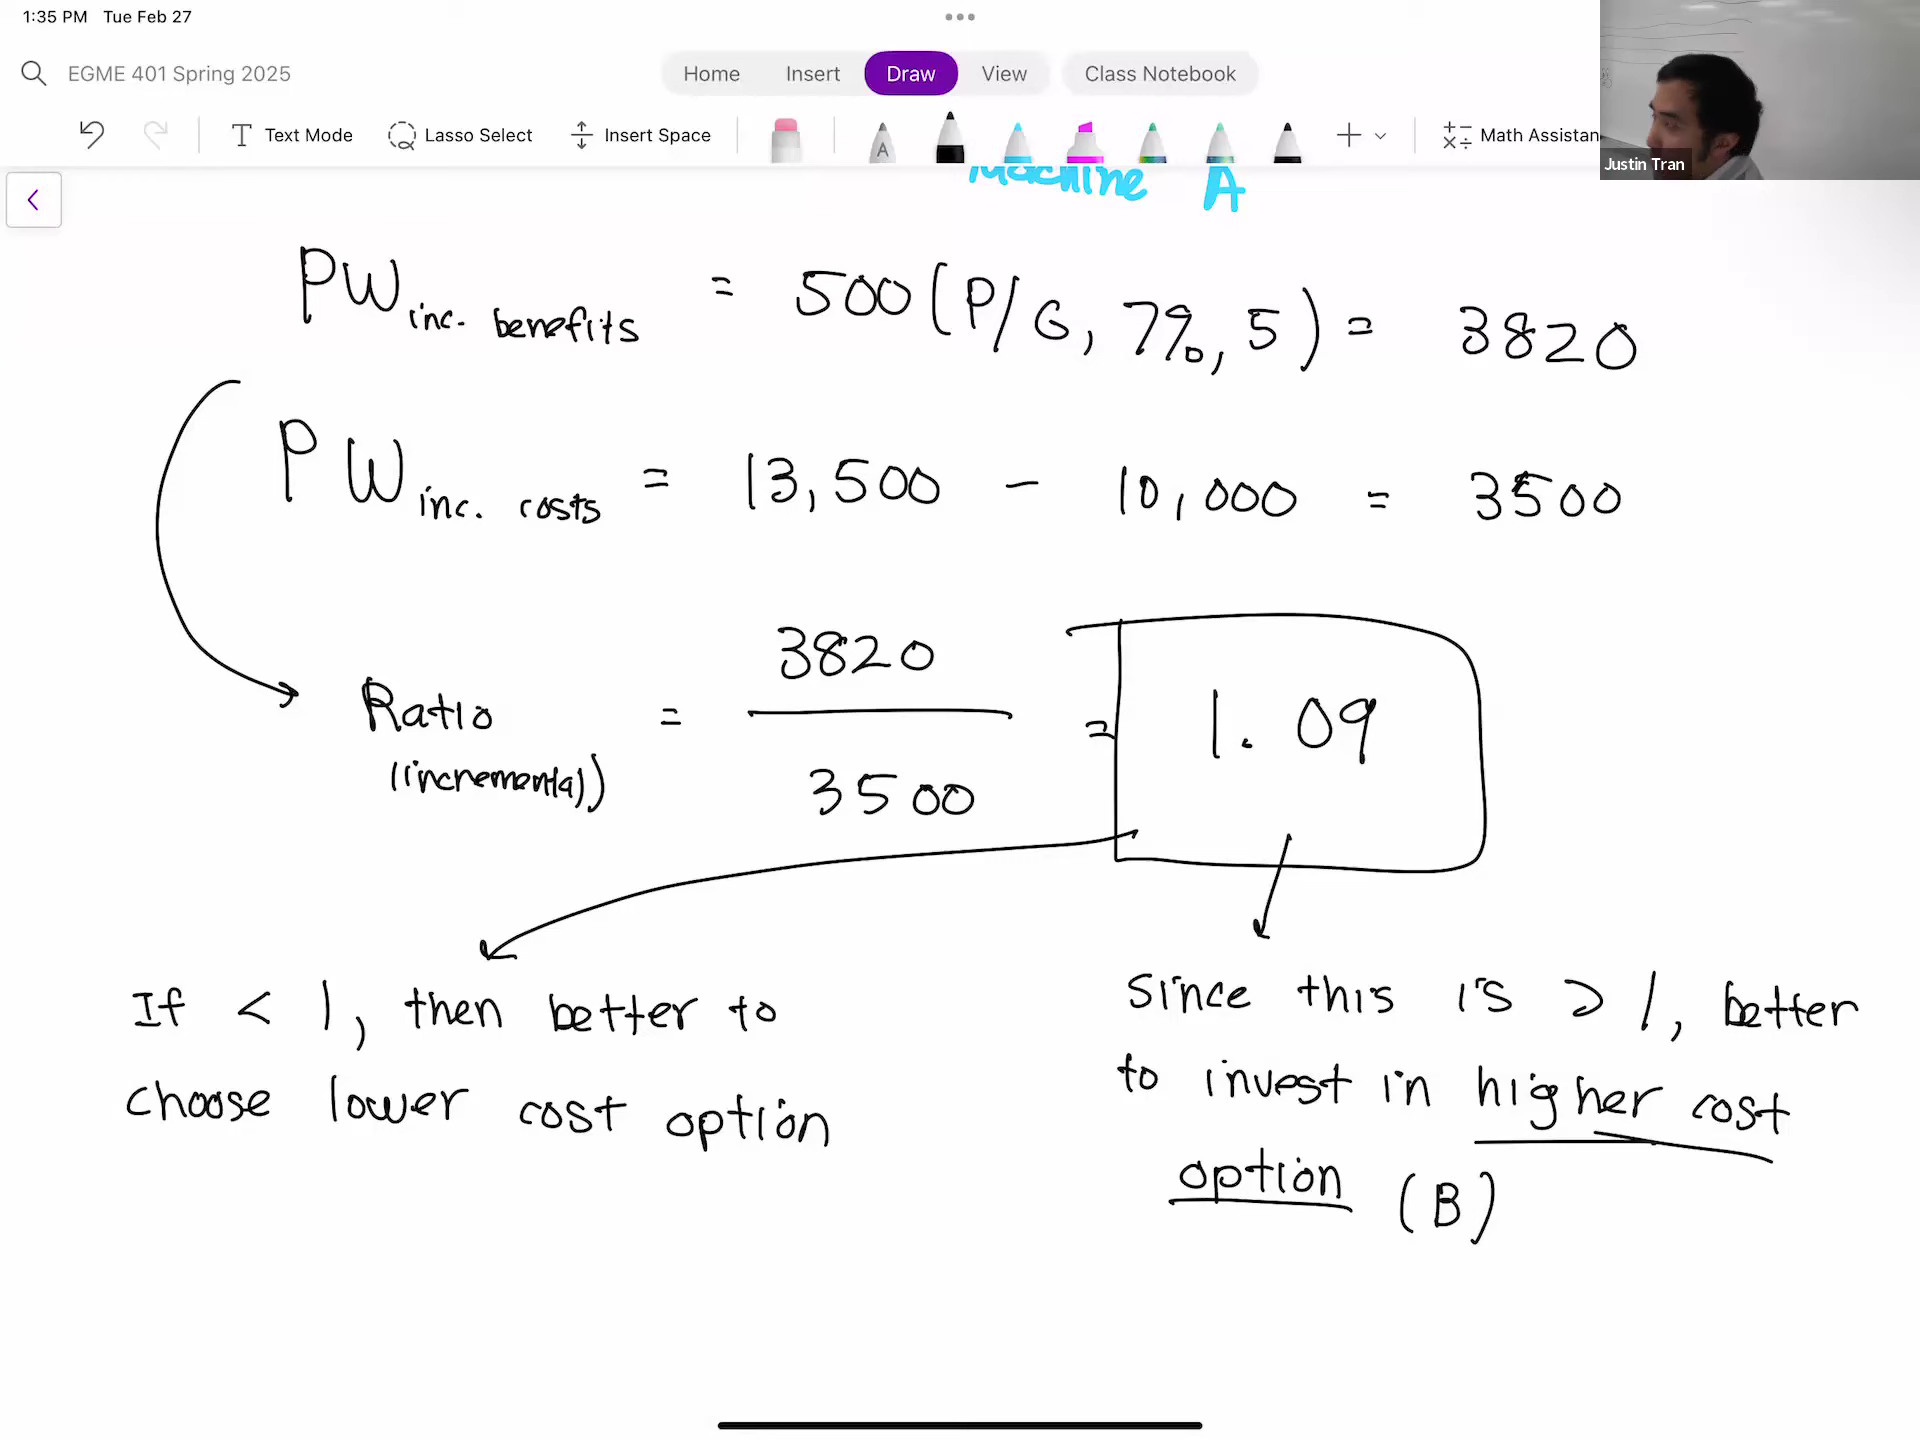 1:35 PM Tue Feb 27
EGME 401 Spring 2025
Home Insert Draw View Class Notebook
Text Mode Lasso Select Insert Space Math Assistan
Justin Tran
Machine A
PW inc. benefits = 500 (P/G, 7%, 5) = 3820
PW inc. costs = 13,500 - 10,000 = 3500
Ratio (incremental) = 3820 / 3500 = 1.09
If < 1, then better to
choose lower cost option
Since this is > 1, better
to invest in higher cost
option (B)